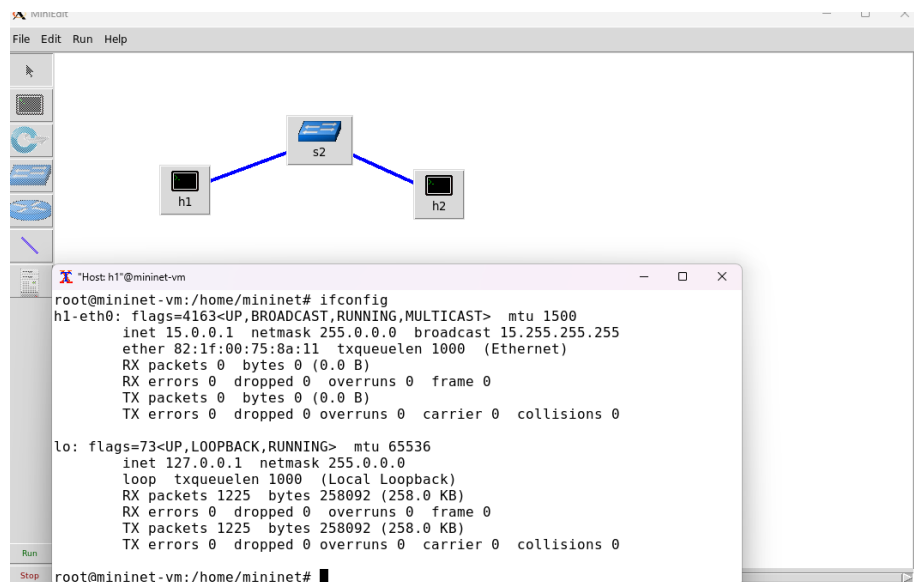 MiniEdit
File Edit Run Help
s2
h1
h2
"Host: h1"@mininet-vm
root@mininet-vm:/home/mininet# ifconfig
h1-eth0: flags=4163<UP,BROADCAST,RUNNING,MULTICAST>  mtu 1500
        inet 15.0.0.1  netmask 255.0.0.0  broadcast 15.255.255.255
        ether 82:1f:00:75:8a:11  txqueuelen 1000  (Ethernet)
        RX packets 0  bytes 0 (0.0 B)
        RX errors 0  dropped 0  overruns 0  frame 0
        TX packets 0  bytes 0 (0.0 B)
        TX errors 0  dropped 0 overruns 0  carrier 0  collisions 0
lo: flags=73<UP,LOOPBACK,RUNNING>  mtu 65536
        inet 127.0.0.1  netmask 255.0.0.0
        loop  txqueuelen 1000  (Local Loopback)
        RX packets 1225  bytes 258092 (258.0 KB)
        RX errors 0  dropped 0  overruns 0  frame 0
        TX packets 1225  bytes 258092 (258.0 KB)
        TX errors 0  dropped 0 overruns 0  carrier 0  collisions 0
Run
Stop
root@mininet-vm:/home/mininet#